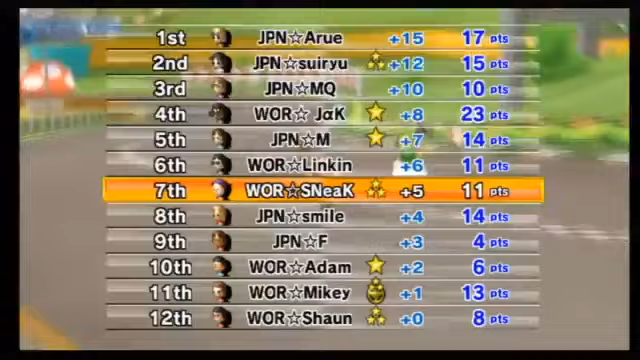 1st JPN☆Arue +15 17 pts
2nd JPN☆suiryu +12 15 pts
3rd JPN☆MQ +10 10 pts
4th WOR☆ JαK +8 23 pts
5th JPN☆M +7 14 pts
6th WOR☆Linkin +6 11 pts
7th WOR☆SNeaK +5 11 pts
8th JPN☆smile +4 14 pts
9th JPN☆F +3 4 pts
10th WOR☆Adam +2 6 pts
11th WOR☆Mikey +1 13 pts
12th WOR☆Shaun +0 8 pts